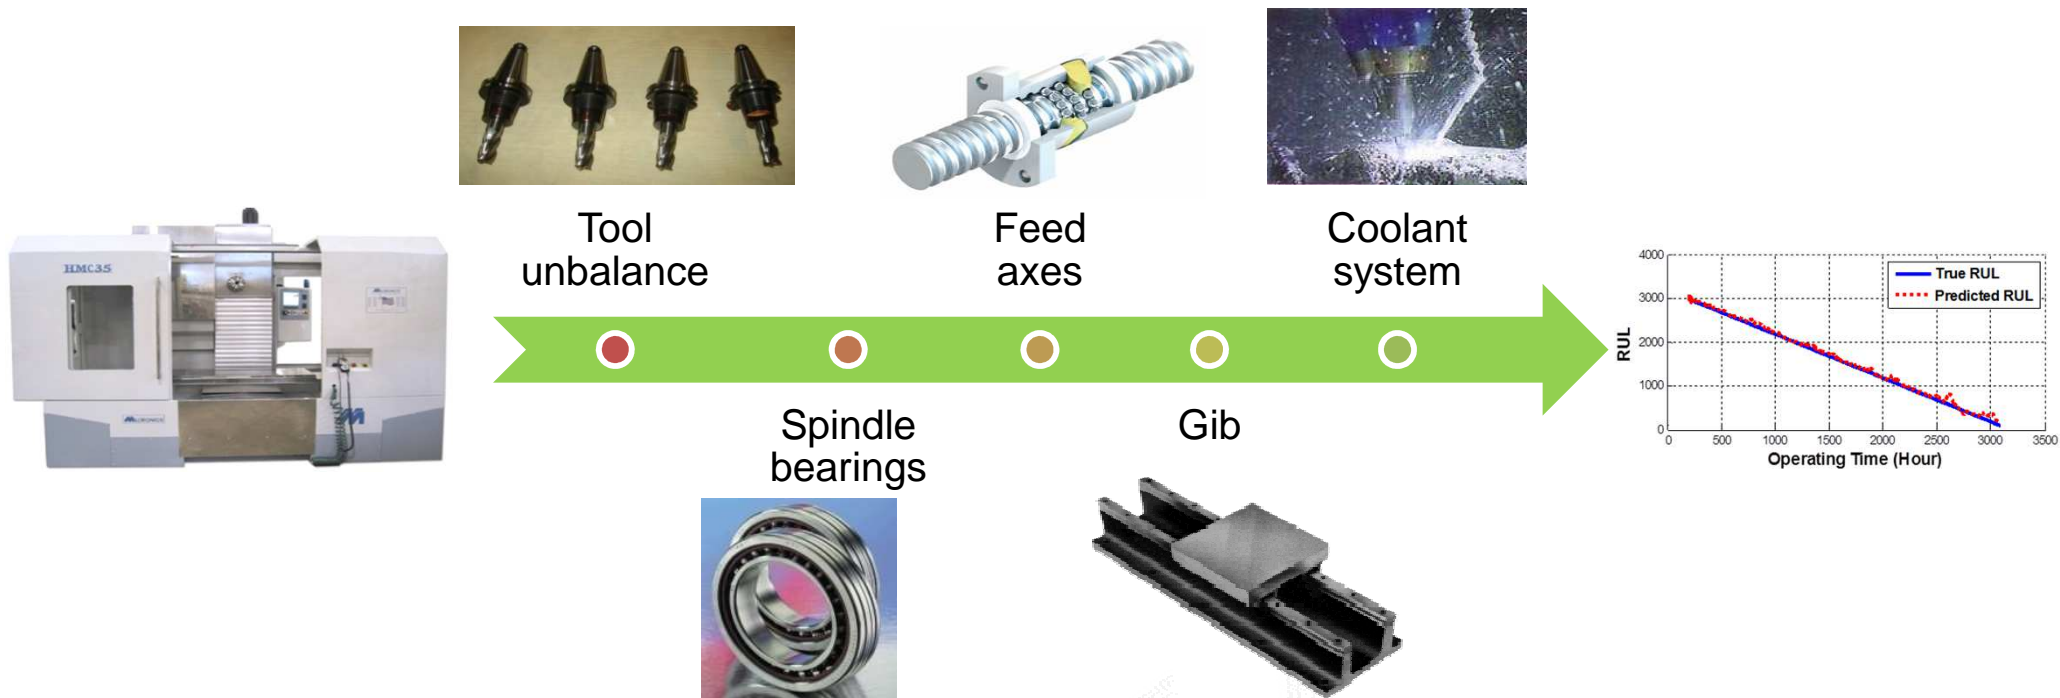 Tool
unbalance
Feed
axes
Coolant
system
HMC35
Spindle
bearings
Gib
4000
3000
2000
1000
0
RUL
True RUL
Predicted RUL
0
500
1000
1500
2000
2500
3000
3500
Operating Time (Hour)